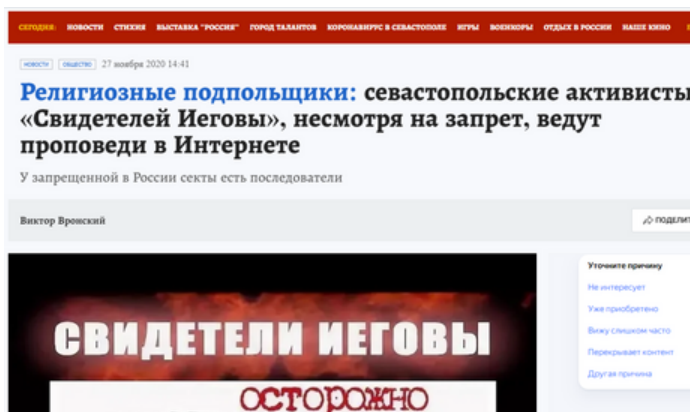 СЕГОДНЯ: НОВОСТИ СТИХИЯ ВЫСТАВКА "РОССИЯ" ГОРОД ТАЛАНТОВ КОРОНАВИРУС В СЕВАСТОПОЛЕ ИГРЫ ВОЕНКОРЫ ОТДЫХ В РОССИИ НАШЕ КИНО
НОВОСТИ ОБЩЕСТВО 27 ноября 2020 14:41
Религиозные подпольщики: севастопольские активисты
«Свидетелей Иеговы», несмотря на запрет, ведут
проповеди в Интернете
У запрещенной в России секты есть последователи
Виктор Вронский
ПОДЕЛИТ
Уточните причину
Не интересует
Уже приобретено
Вижу слишком часто
Перекрывает контент
Другая причина
СВИДЕТЕЛИ ИЕГОВЫ
ОСТОРОЖНО